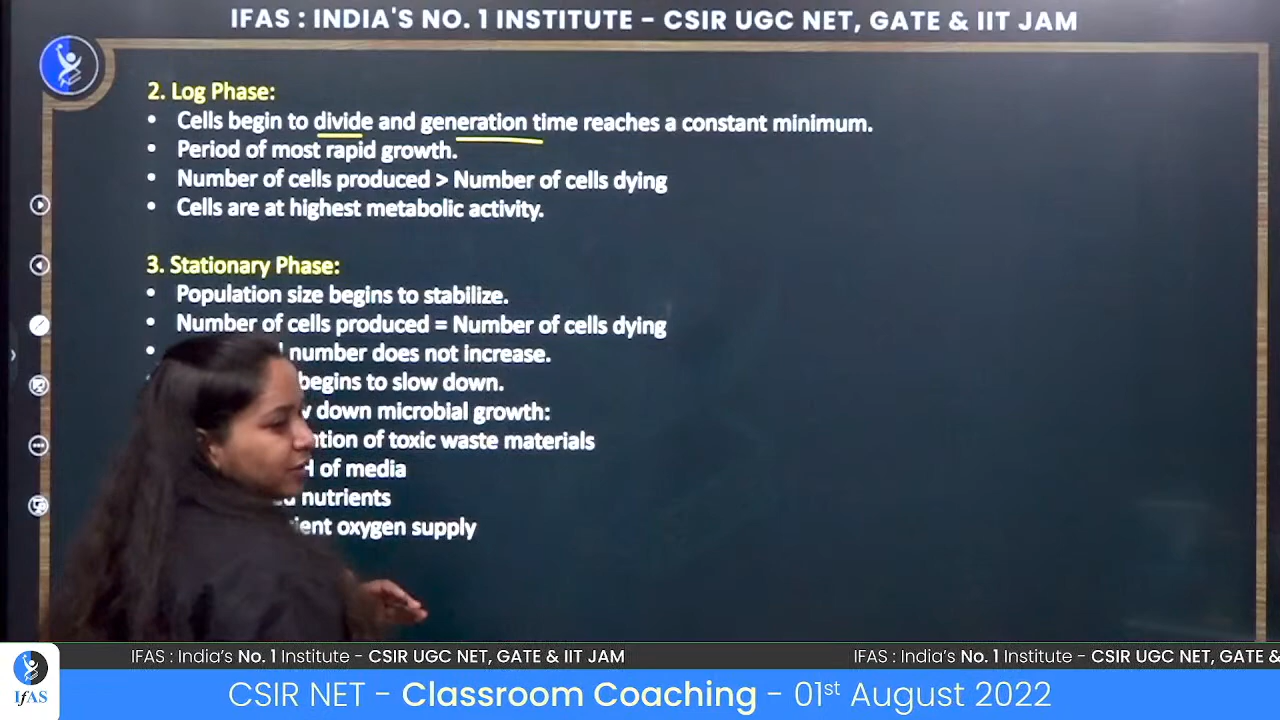 IFAS : INDIA'S NO. 1 INSTITUTE - CSIR UGC NET, GATE & IIT JAM
2. Log Phase:
• Cells begin to divide and generation time reaches a constant minimum.
• Period of most rapid growth.
• Number of cells produced > Number of cells dying
• Cells are at highest metabolic activity.
3. Stationary Phase:
• Population size begins to stabilize.
• Number of cells produced = Number of cells dying
• number does not increase.
begins to slow down.
down microbial growth:
of toxic waste materials
H of media
nutrients
oxygen supply
IFAS : India's No. 1 Institute - CSIR UGC NET, GATE & IIT JAM
IFAS : India's No. 1 Institute - CSIR UGC NET, GATE &
IfAS
CSIR NET - Classroom Coaching - 01st August 2022